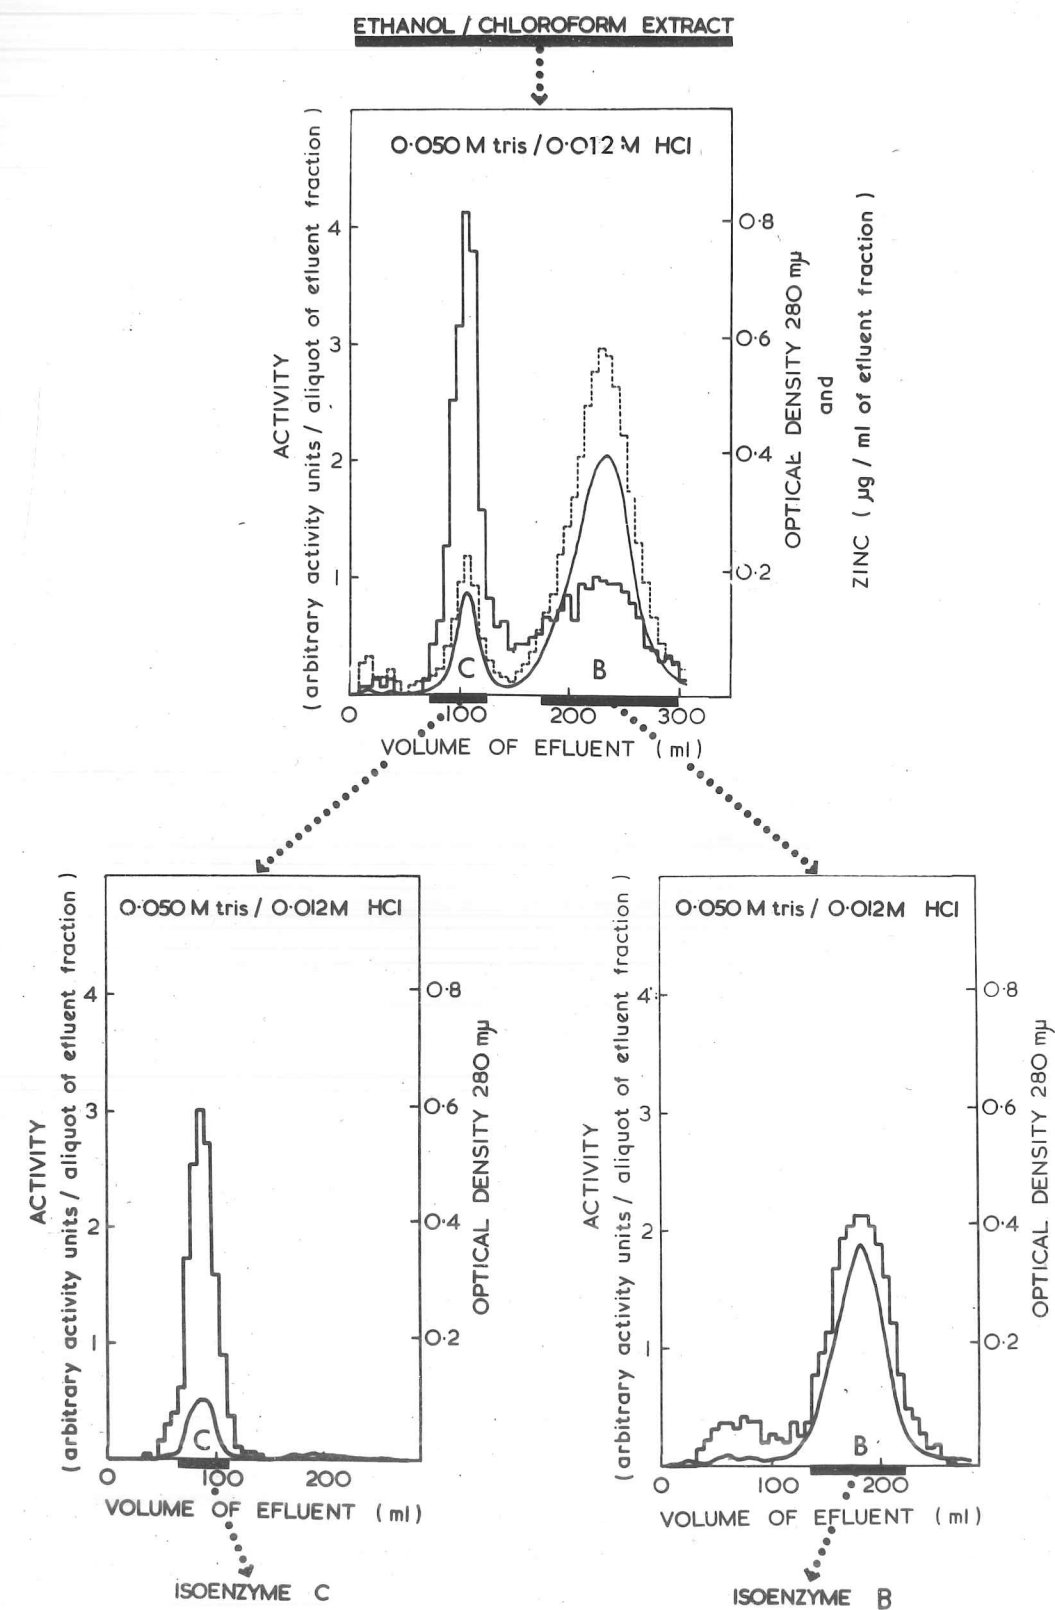 ETHANOL / CHLOROFORM EXTRACT
0·050 M tris / 0·012 M HCl
ACTIVITY
(arbitrary activity units / aliquot of efluent fraction)
4
3
2
1
0·8
0·6
0·4
0·2
OPTICAL DENSITY 280 mµ
and
ZINC (µg / ml of efluent fraction)
C
B
0 100 200 300
VOLUME OF EFLUENT (ml)
0·050 M tris / 0·012M HCl
ACTIVITY
(arbitrary activity units / aliquot of efluent fraction)
4
3
2
1
0·8
0·6
0·4
0·2
OPTICAL DENSITY 280 mµ
C
0 100 200
VOLUME OF EFLUENT (ml)
ISOENZYME C
0·050 M tris / 0·012M HCl
ACTIVITY
(arbitrary activity units / aliquot of efluent fraction)
4
3
2
1
0·8
0·6
0·4
0·2
OPTICAL DENSITY 280 mµ
B
0 100 200
VOLUME OF EFLUENT (ml)
ISOENZYME B